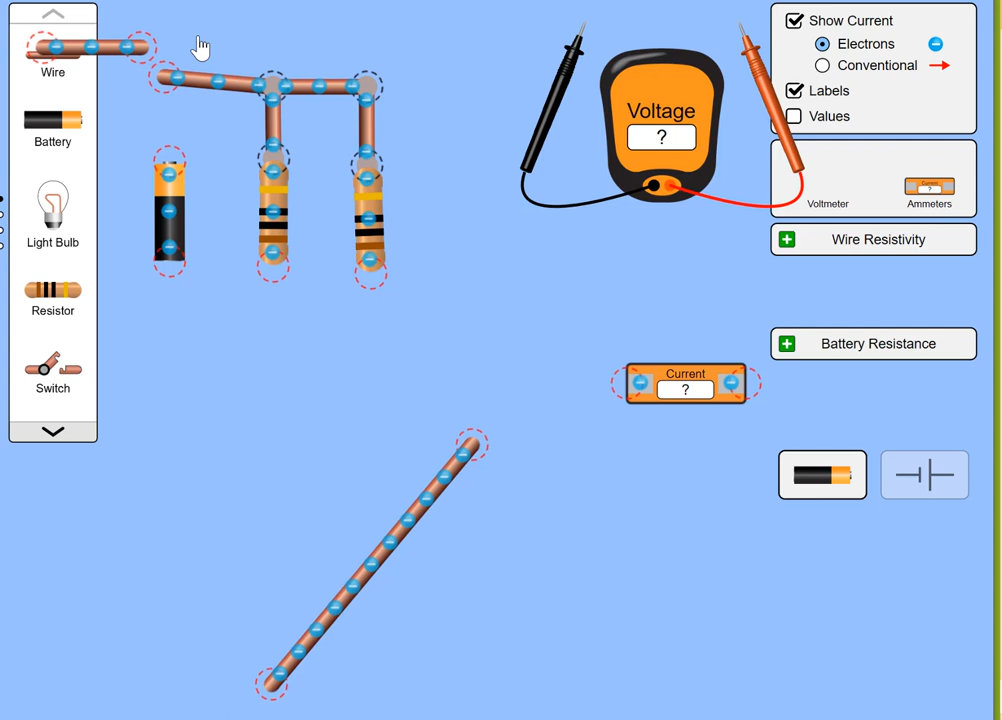 Wire
Battery
Light Bulb
Resistor
Switch
Voltage
?
Show Current
Electrons
Conventional
Labels
Values
Voltmeter
Current
?
Ammeters
Wire Resistivity
Battery Resistance
Current
?